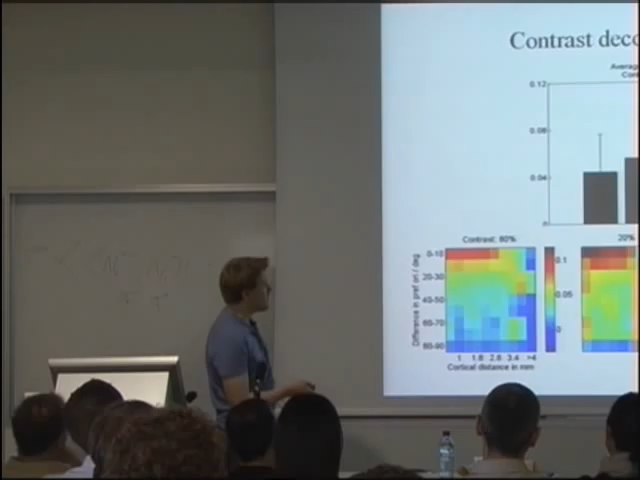 Contrast deco
Averag
Con
0.12
0.08
0.04
0
Contrast: 80%
20%
Difference in pref ori / deg
0-10
20-30
40-50
60-70
80-90
0.1
0.05
0
1 1.8 2.6 3.4 >4
Cortical distance in mm